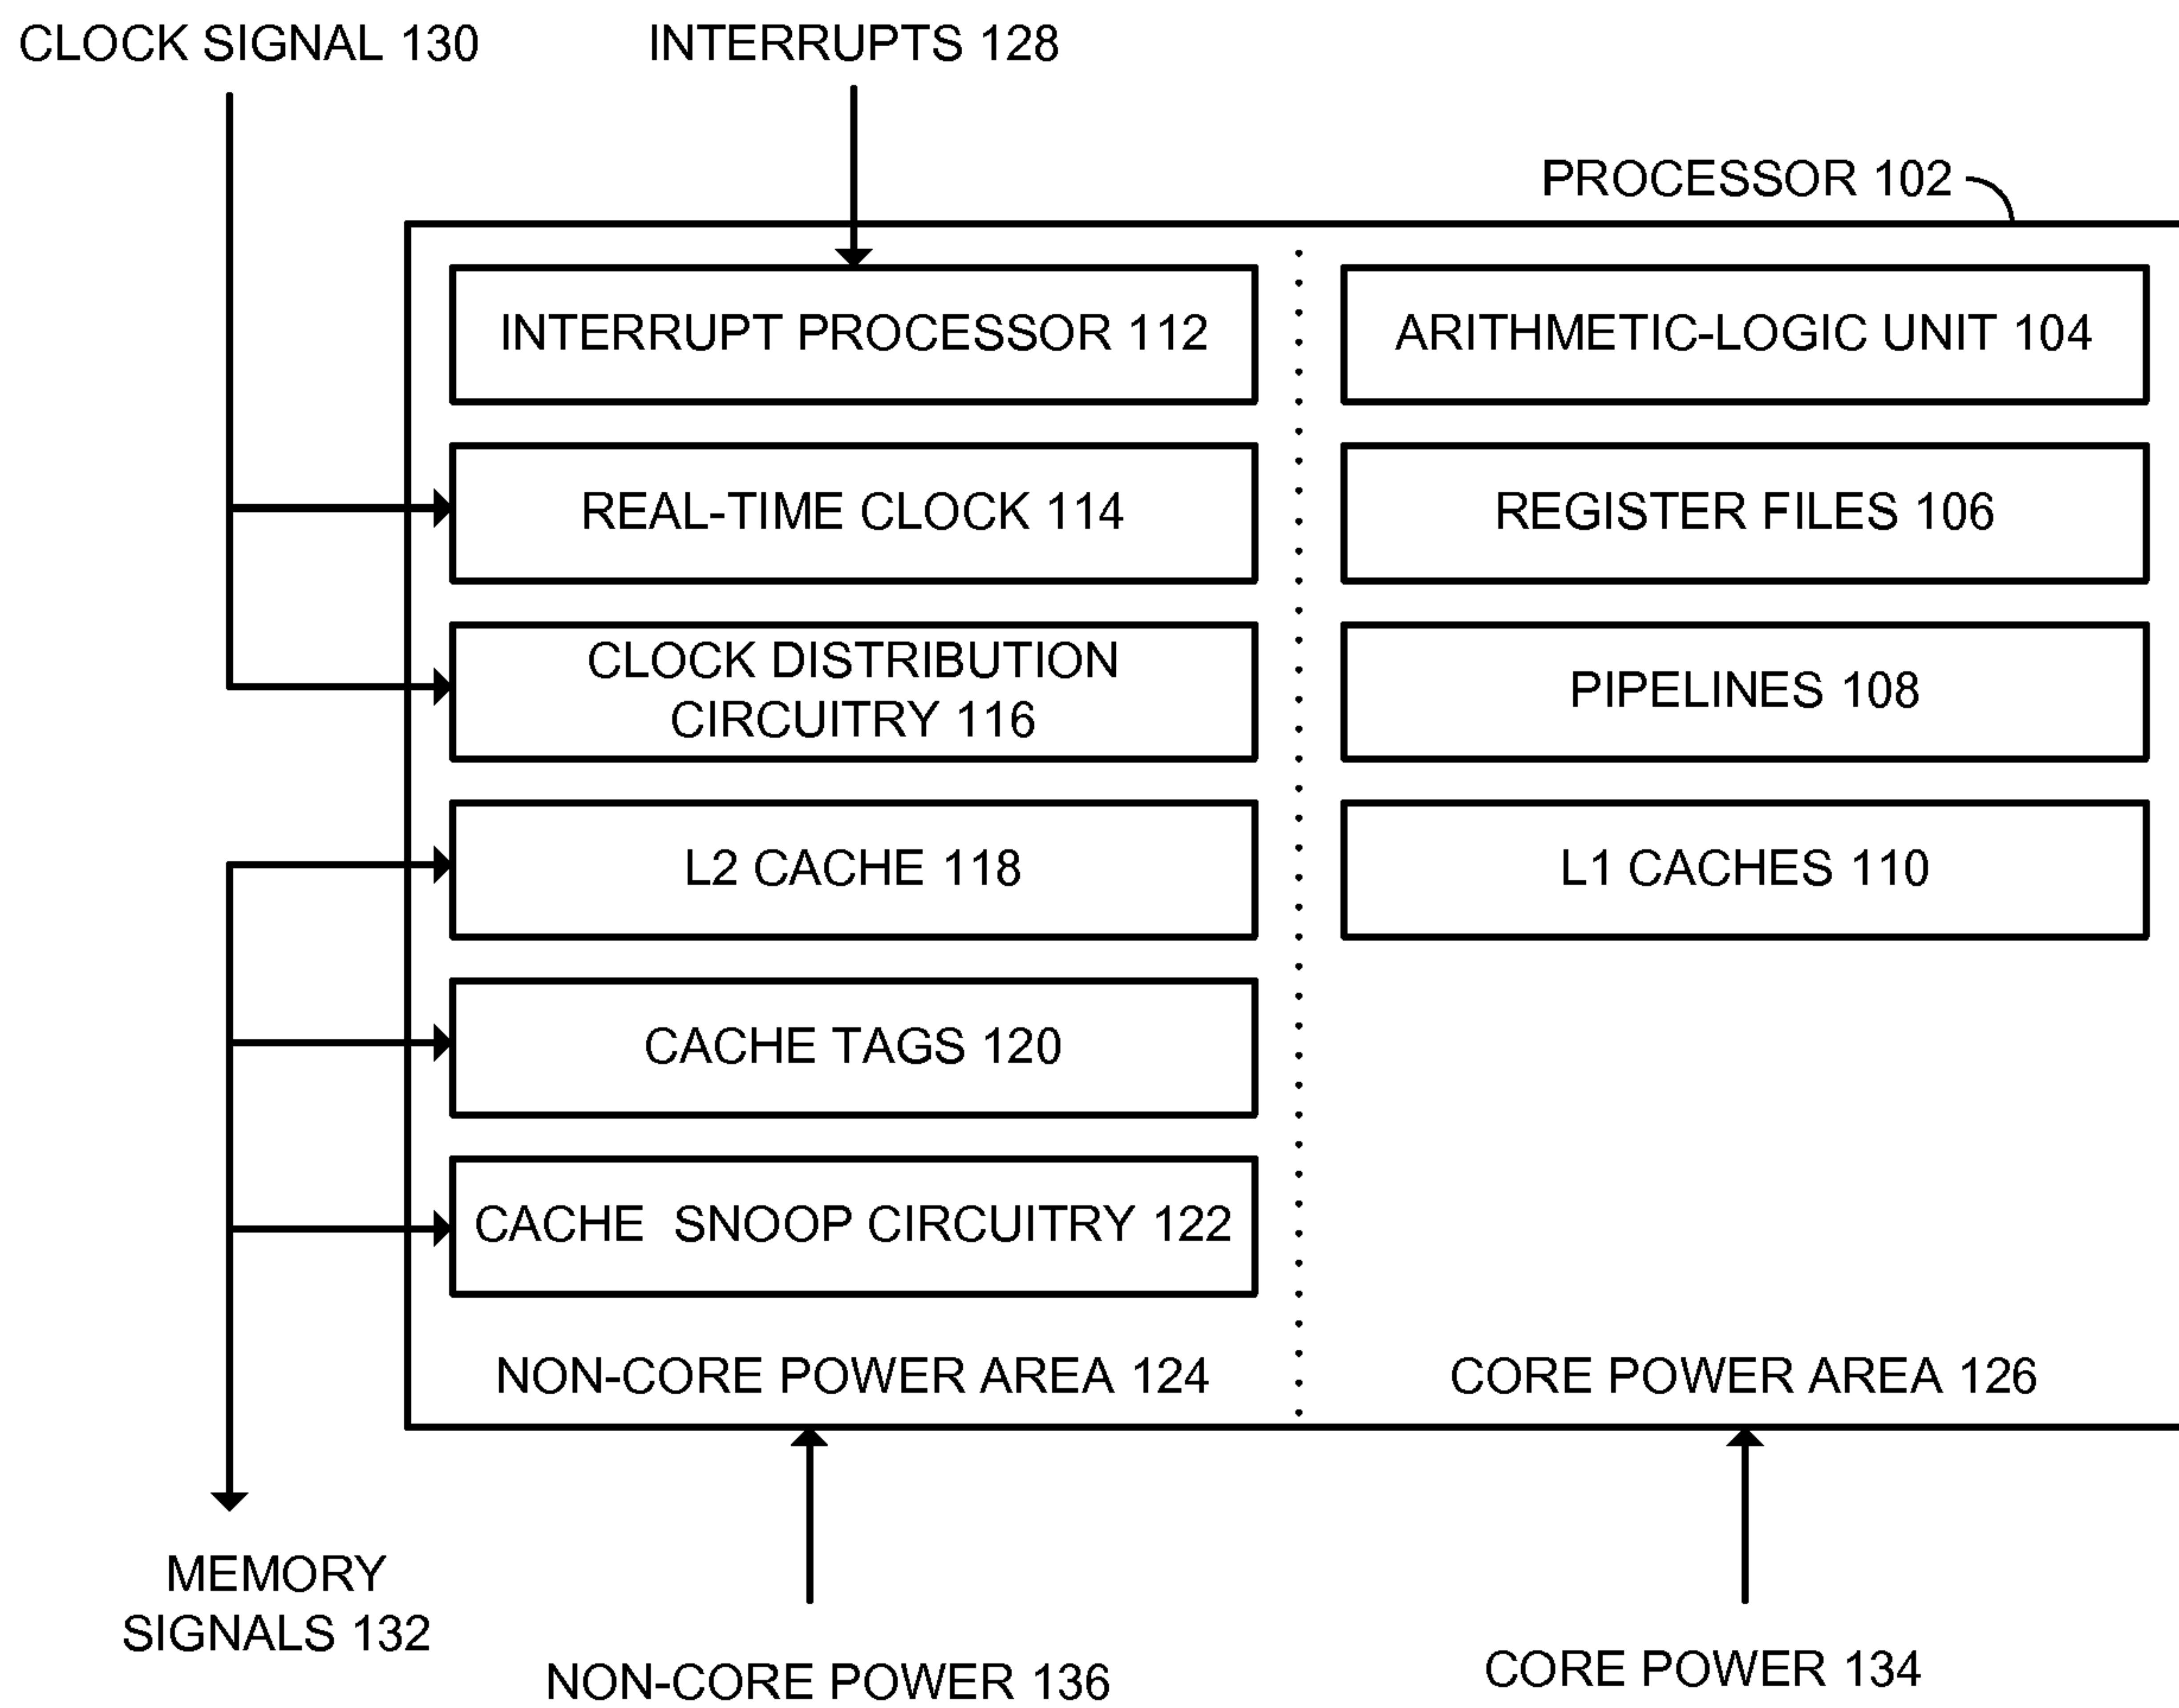 CLOCK SIGNAL 130
INTERRUPTS 128
PROCESSOR 102
INTERRUPT PROCESSOR 112
ARITHMETIC-LOGIC UNIT 104
REAL-TIME CLOCK 114
REGISTER FILES 106
CLOCK DISTRIBUTION
CIRCUITRY 116
PIPELINES 108
L2 CACHE 118
L1 CACHES 110
CACHE TAGS 120
CACHE SNOOP CIRCUITRY 122
NON-CORE POWER AREA 124
CORE POWER AREA 126
MEMORY
SIGNALS 132
NON-CORE POWER 136
CORE POWER 134